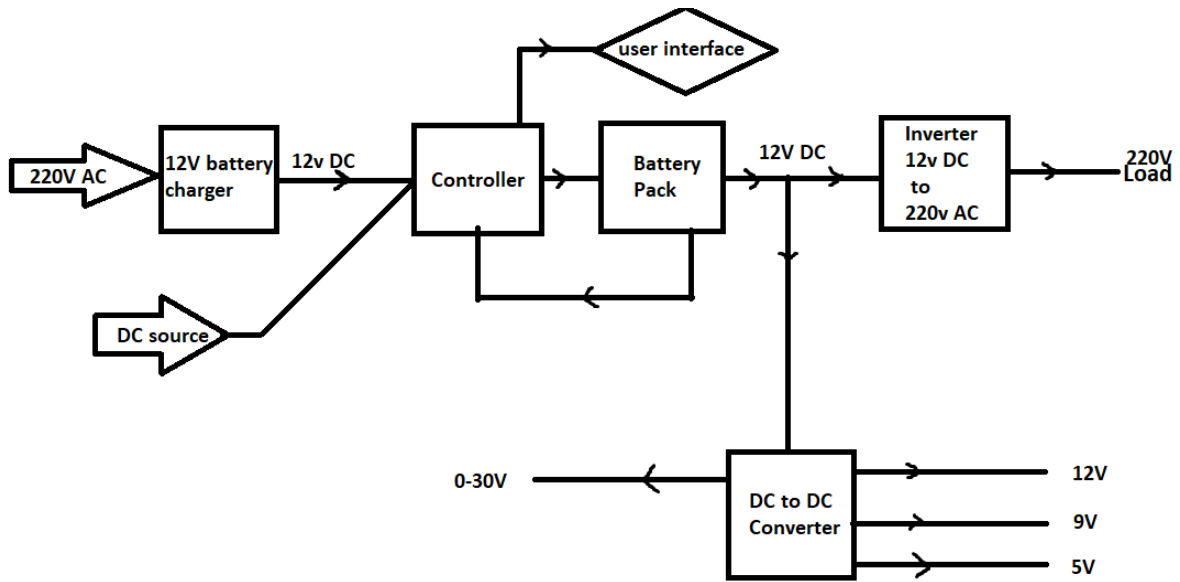 user interface
220V AC
12V battery
charger
12v DC
Controller
Battery
Pack
12V DC
Inverter
12v DC
to
220v AC
220V
Load
DC source
0-30V
DC to DC
Converter
12V
9V
5V